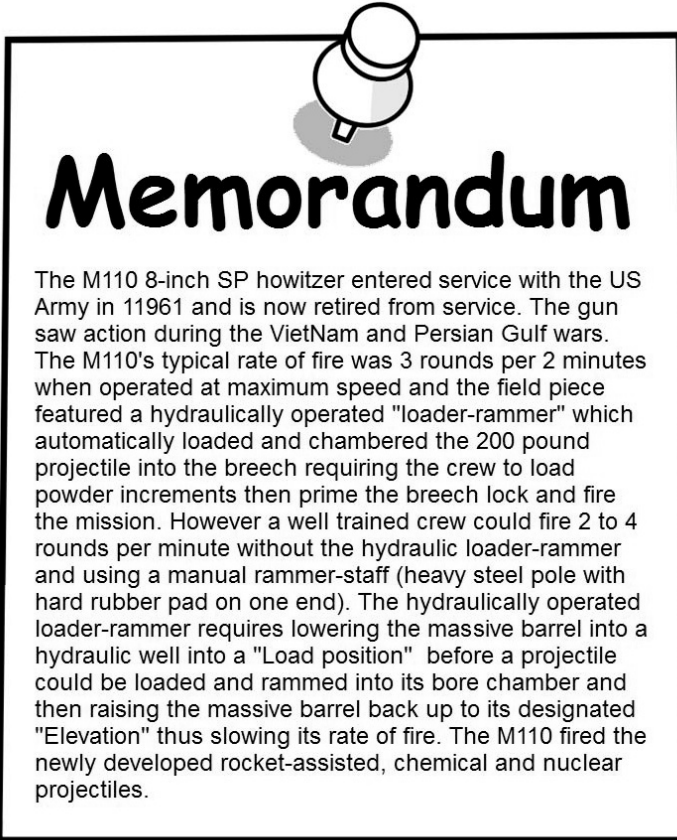 Memorandum
The M110 8-inch SP howitzer entered service with the US
Army in 11961 and is now retired from service. The gun
saw action during the VietNam and Persian Gulf wars.
The M110's typical rate of fire was 3 rounds per 2 minutes
when operated at maximum speed and the field piece
featured a hydraulically operated "loader-rammer" which
automatically loaded and chambered the 200 pound
projectile into the breech requiring the crew to load
powder increments then prime the breech lock and fire
the mission. However a well trained crew could fire 2 to 4
rounds per minute without the hydraulic loader-rammer
and using a manual rammer-staff (heavy steel pole with
hard rubber pad on one end). The hydraulically operated
loader-rammer requires lowering the massive barrel into a
hydraulic well into a "Load position"  before a projectile
could be loaded and rammed into its bore chamber and
then raising the massive barrel back up to its designated
"Elevation" thus slowing its rate of fire. The M110 fired the
newly developed rocket-assisted, chemical and nuclear
projectiles.